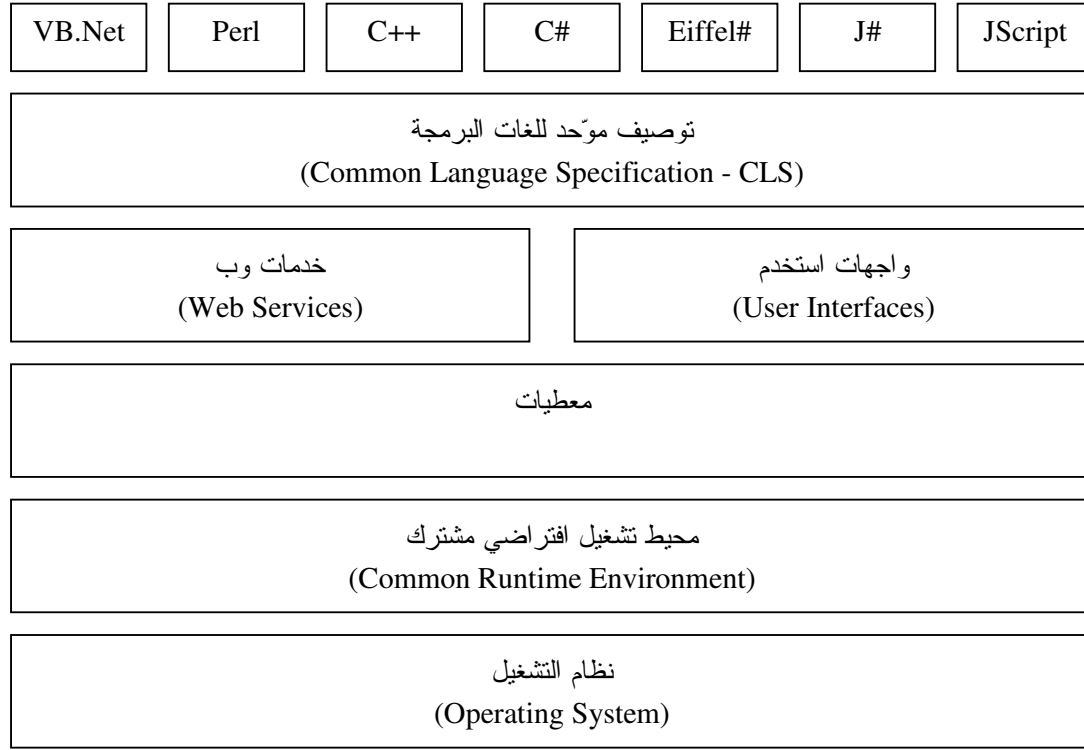 VB.Net Perl C++ C# Eiffel# J# JScript
توصيف موّحد للغات البرمجة
(Common Language Specification - CLS)
خدمات وب
(Web Services)
واجهات استخدم
(User Interfaces)
معطيات
محيط تشغيل افتراضي مشترك
(Common Runtime Environment)
نظام التشغيل
(Operating System)